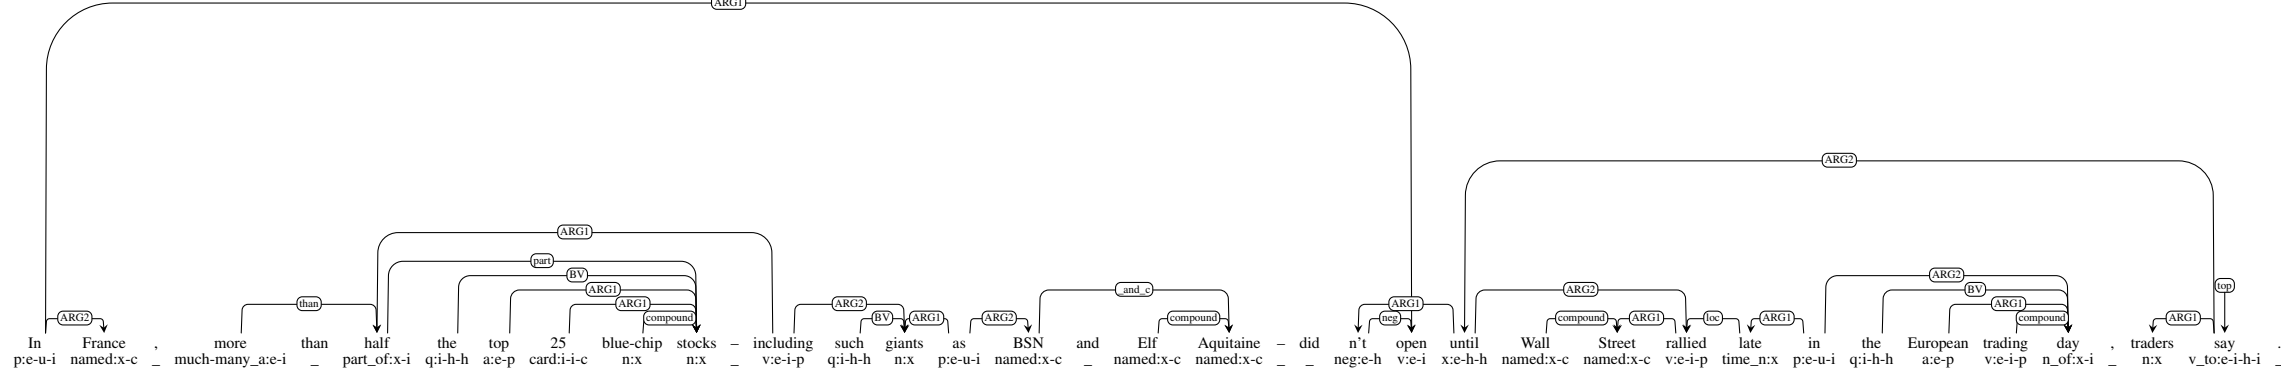 ARG1
ARG2
ARG1
part
BV
ARG1
than ARG1 compound
ARG2 BV ARG1
ARG2
_and_c
compound
ARG1
neg
ARG2
compound ARG1 loc ARG1
ARG2
BV
ARG1
compound
top
ARG2 ARG1
In France , more than half the top 25 blue-chip stocks – including such giants as BSN and Elf Aquitaine – did n't open until Wall Street rallied late in the European trading day , traders say .
p:e-u-i named:x-c _ much-many_a:e-i _ part_of:x-i q:i-h-h a:e-p card:i-i-c n:x n:x _ v:e-i-p q:i-h-h n:x p:e-u-i named:x-c _ named:x-c named:x-c _ _ neg:e-h v:e-i x:e-h-h named:x-c named:x-c v:e-i-p time_n:x p:e-u-i q:i-h-h a:e-p v:e-i-p n_of:x-i _ n:x v_to:e-i-h-i _